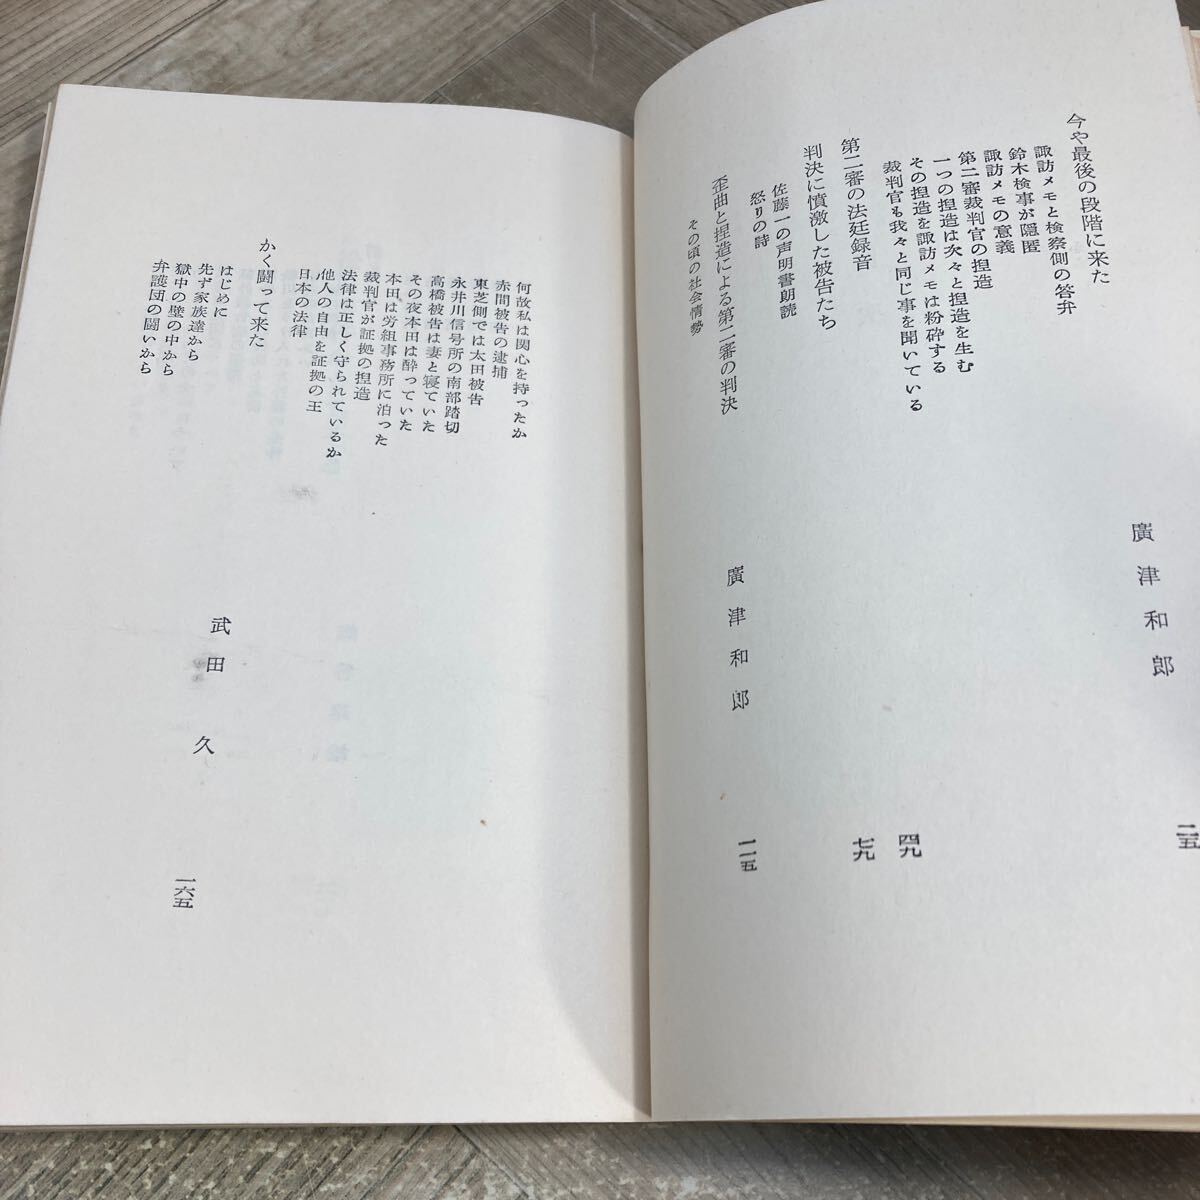 今や最後の段階に来た
廣津和郎
二五
諏訪メモと検察側の答弁
鈴木検事が隠匿
諏訪メモの意義
第二審裁判官の捏造
一つの捏造は次々と捏造を生む
その捏造を諏訪メモは粉砕する
裁判官も我々と同じ事を聞いている
第二審の法廷録音
四九
判決に憤激した被告たち
七九
佐藤一の声明書朗読
怒りの詩
歪曲と捏造による第二審の判決
廣津和郎
一一五
その頃の社会情勢
何故私は関心を持ったか
赤間被告の逮捕
東芝側では太田被告
永井川信号所の南部踏切
高橋被告は妻と寝ていた
その夜本田は酔っていた
本田は労組事務所に泊った
裁判官が証拠の捏造
法律は正しく守られているか
他人の自由を証拠の王
日本の法律
かく闘って来た
武田久
一六五
はじめに
先ず家族達から
獄中の壁の中から
弁護団の闘いから